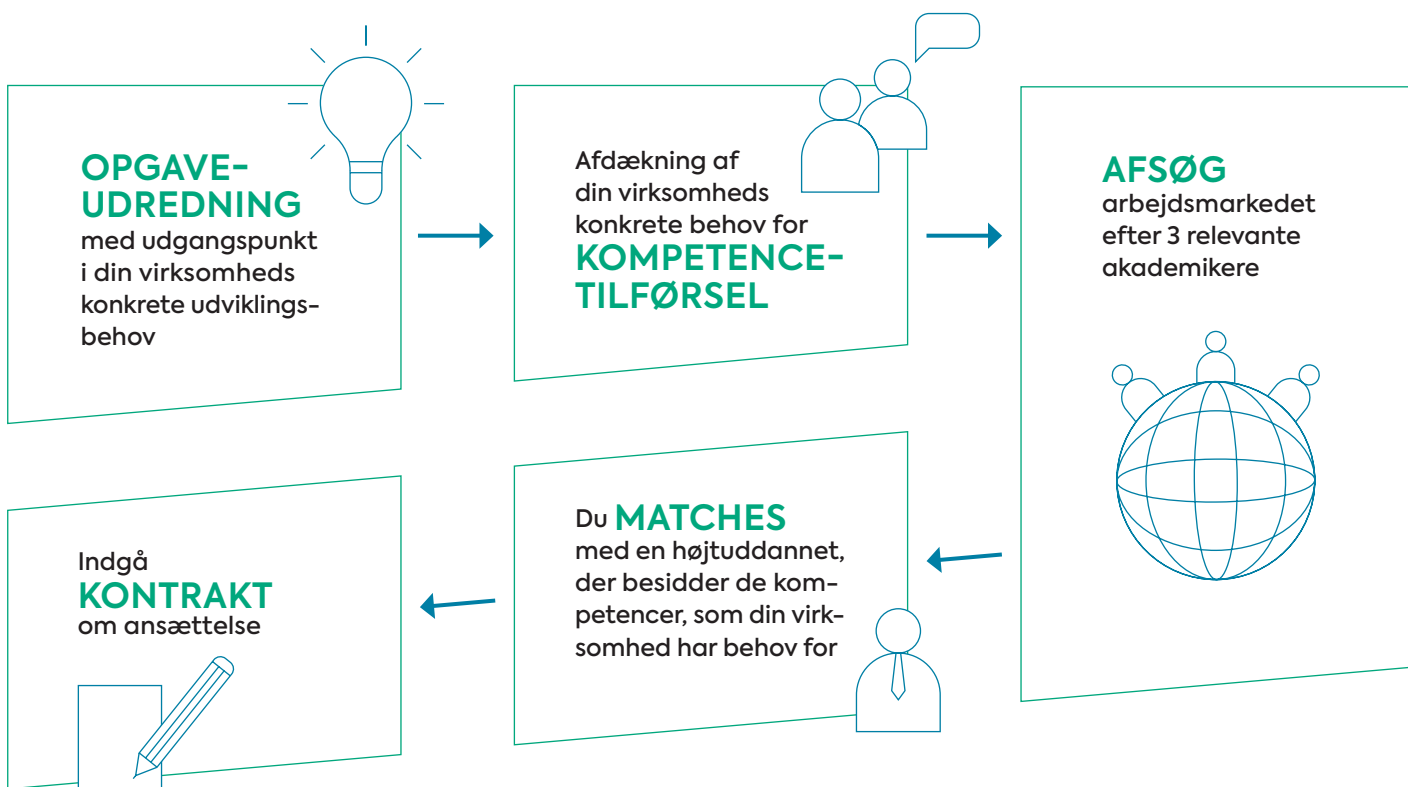 OPGAVE-
UDREDNING
med udgangspunkt
i din virksomheds
konkrete udviklings-
behov
Afdækning af
din virksomheds
konkrete behov for
KOMPETENCE-
TILFØRSEL
AFSØG
arbejdsmarkedet
efter 3 relevante
akademikere
Du MATCHES
med en højtuddannet,
der besidder de kom-
petencer, som din virk-
somhed har behov for
Indgå
KONTRAKT
om ansættelse